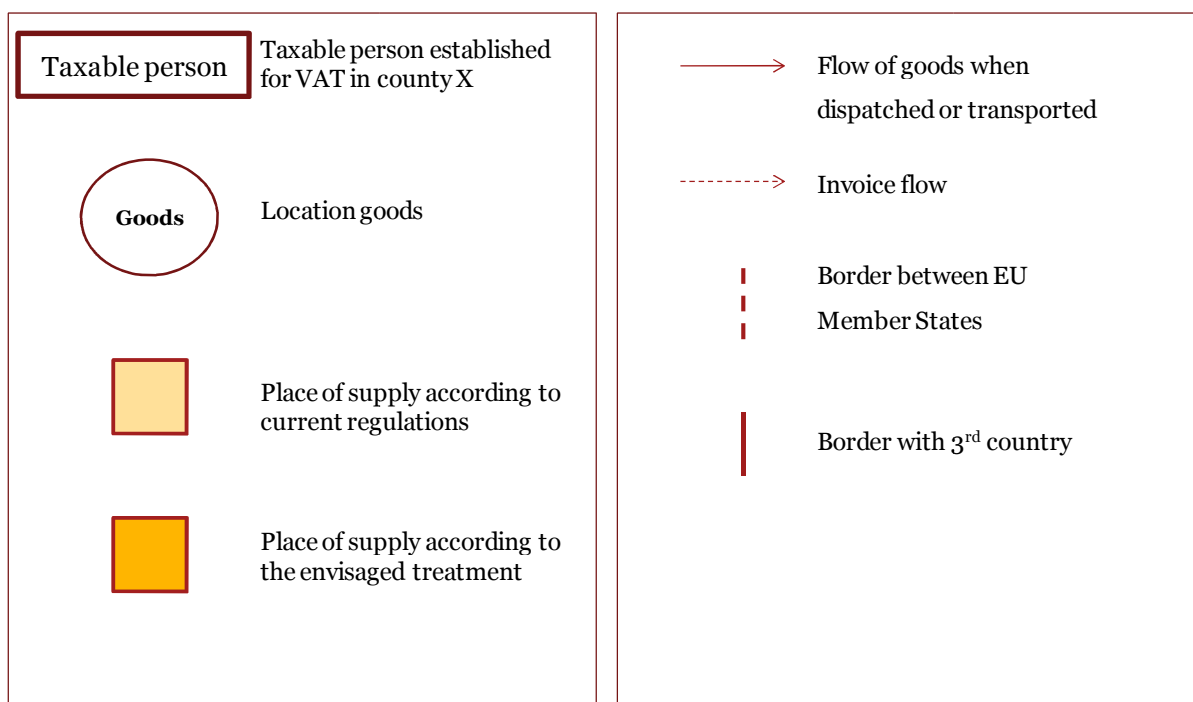 Taxable person
Taxable person established
for VAT in county X
Goods
Location goods
Place of supply according to
current regulations
Place of supply according to
the envisaged treatment
Flow of goods when
dispatched or transported
Invoice flow
Border between EU
Member States
Border with 3rd country